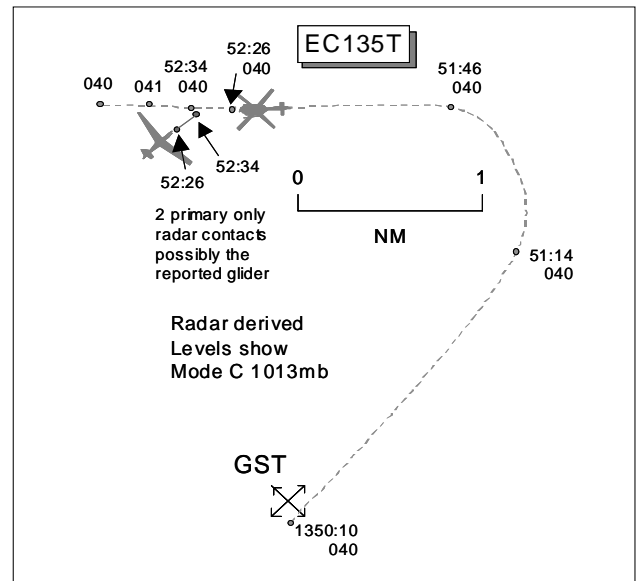 EC135T
52:26
040
52:34
040
041
040
51:46
040
52:34
52:26
0 1
NM
2 primary only
radar contacts
possibly the
reported glider
51:14
040
Radar derived
Levels show
Mode C 1013mb
GST
1350:10
040